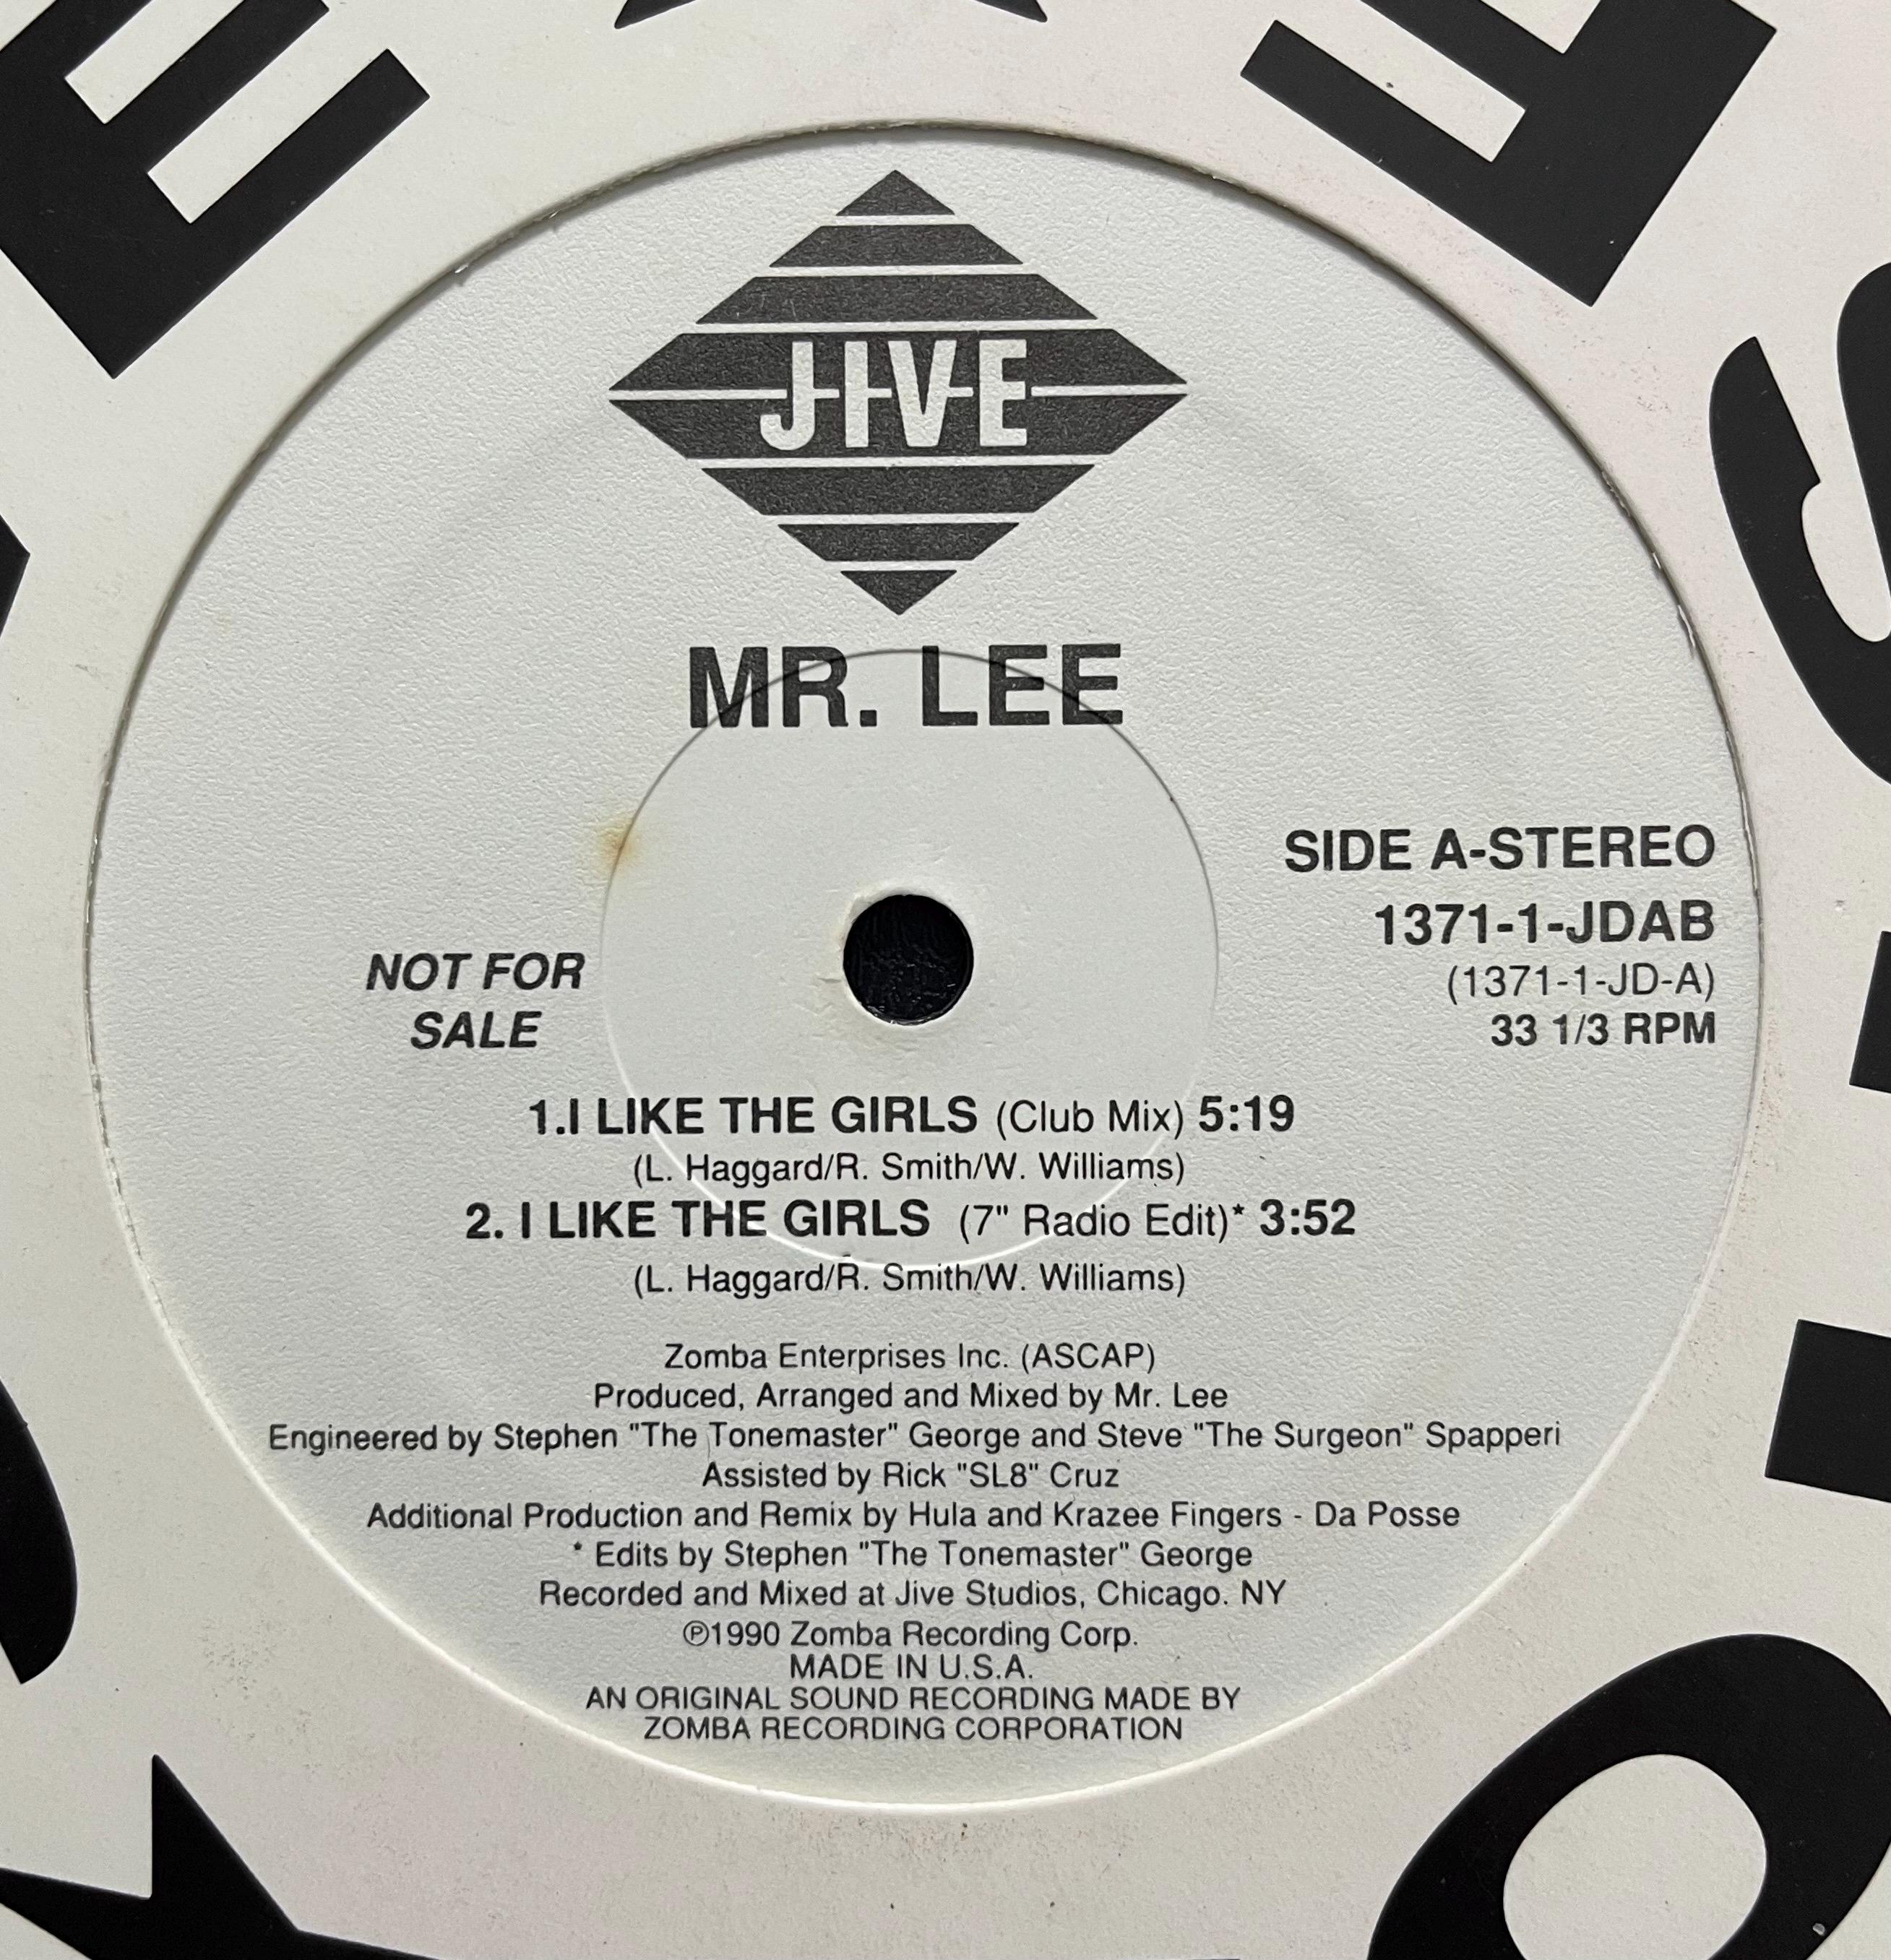 JIVE
MR. LEE
SIDE A-STEREO
1371-1-JDAB
(1371-1-JD-A)
33 1/3 RPM
NOT FOR
SALE
1.I LIKE THE GIRLS (Club Mix) 5:19
(L. Haggard/R. Smith/W. Williams)
2. I LIKE THE GIRLS (7" Radio Edit)* 3:52
(L. Haggard/R. Smith/W. Williams)
Zomba Enterprises Inc. (ASCAP)
Produced, Arranged and Mixed by Mr. Lee
Engineered by Stephen "The Tonemaster" George and Steve "The Surgeon" Spapperi
Assisted by Rick "SL8" Cruz
Additional Production and Remix by Hula and Krazee Fingers - Da Posse
* Edits by Stephen "The Tonemaster" George
Recorded and Mixed at Jive Studios, Chicago. NY
℗1990 Zomba Recording Corp.
MADE IN U.S.A.
AN ORIGINAL SOUND RECORDING MADE BY
ZOMBA RECORDING CORPORATION